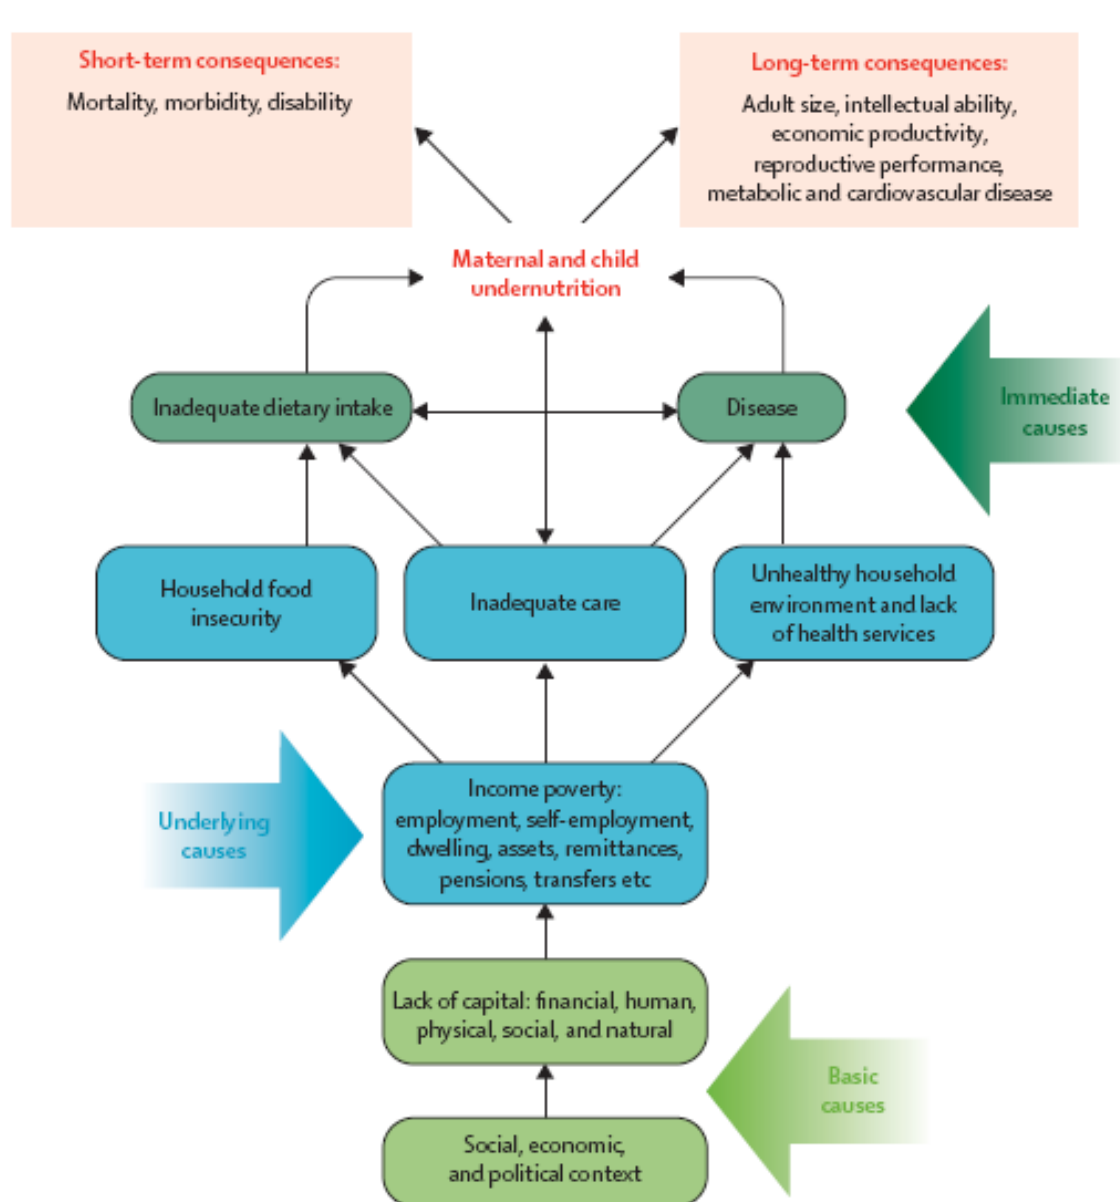 Short-term consequences:
Mortality, morbidity, disability
Long-term consequences:
Adult size, intellectual ability,
economic productivity,
reproductive performance,
metabolic and cardiovascular disease
Maternal and child
undernutrition
Inadequate dietary intake
Disease
Immediate
causes
Household food
insecurity
Inadequate care
Unhealthy household
environment and lack
of health services
Underlying
causes
Income poverty:
employment, self-employment,
dwelling, assets, remittances,
pensions, transfers etc
Lack of capital: financial, human,
physical, social, and natural
Basic
causes
Social, economic,
and political context